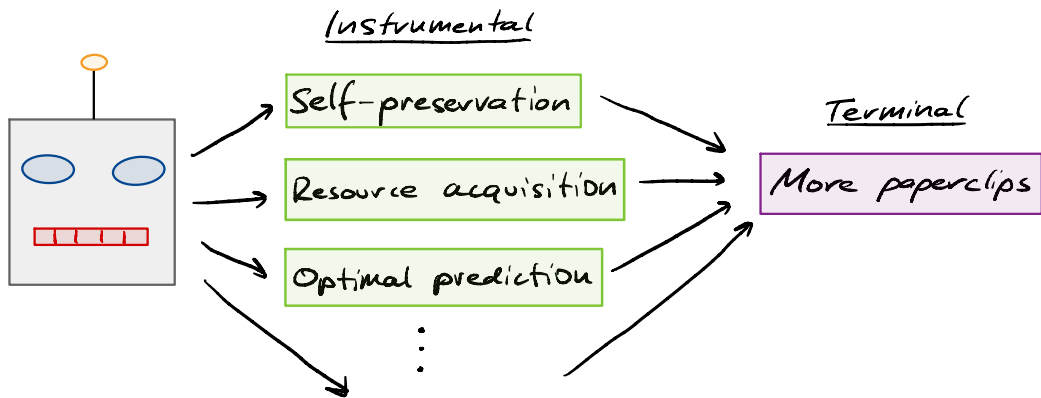 Instrumental
Self-preservation
Resource acquisition
Optimal prediction
Terminal
More paperclips